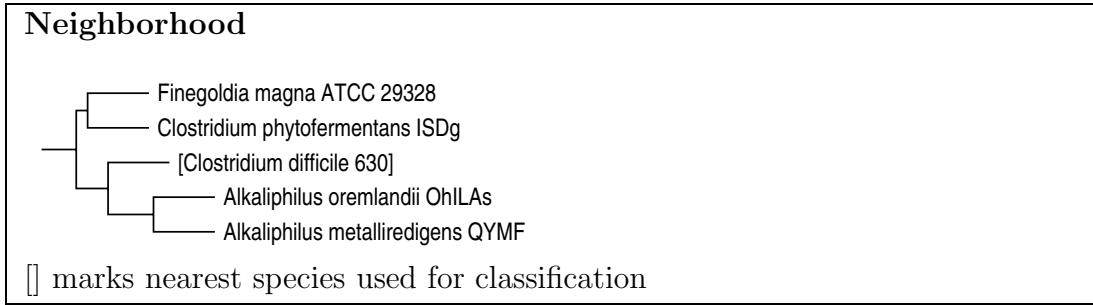 Neighborhood
Finegoldia magna ATCC 29328
Clostridium phytofermentans ISDg
[Clostridium difficile 630]
Alkaliphilus oremlandii OhILAs
Alkaliphilus metalliredigens QYMF
[] marks nearest species used for classification